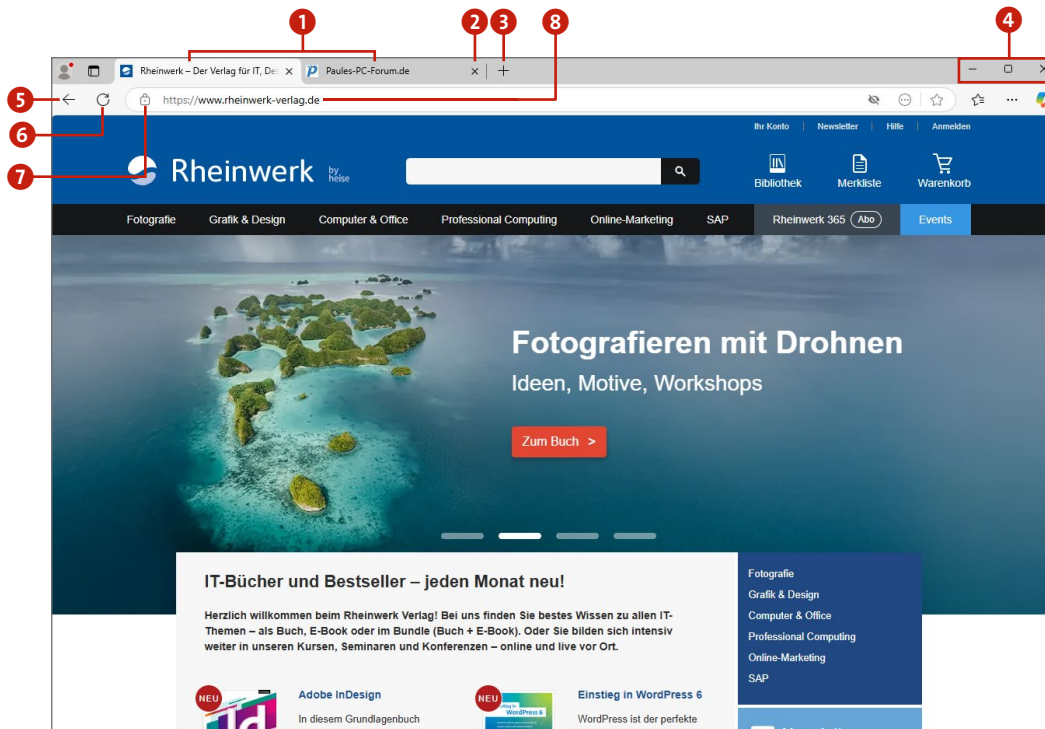 1 2 3 8 4
Rheinwerk – Der Verlag für IT, De Paules-PC-Forum.de
5 https://www.rheinwerk-verlag.de
6
7
Ihr Konto | Newsletter | Hilfe | Anmelden
Rheinwerk by heise
Bibliothek Merkliste Warenkorb
Fotografie Grafik & Design Computer & Office Professional Computing Online-Marketing SAP Rheinwerk 365 Abo Events
Fotografieren mit Drohnen
Ideen, Motive, Workshops
Zum Buch >
IT-Bücher und Bestseller – jeden Monat neu!
Herzlich willkommen beim Rheinwerk Verlag! Bei uns finden Sie bestes Wissen zu allen IT-
Themen – als Buch, E-Book oder im Bundle (Buch + E-Book). Oder Sie bilden sich intensiv
weiter in unseren Kursen, Seminaren und Konferenzen – online und live vor Ort.
Fotografie
Grafik & Design
Computer & Office
Professional Computing
Online-Marketing
SAP
NEU
Id
Adobe InDesign
In diesem Grundlagenbuch
NEU
Einstieg in
WordPress 6
Einstieg in WordPress 6
WordPress ist der perfekte